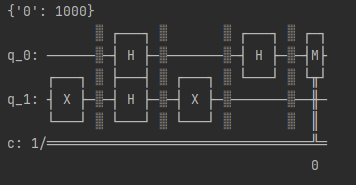 {'0': 1000}
q_0: H H M
q_1: X H X
c: 1/
0